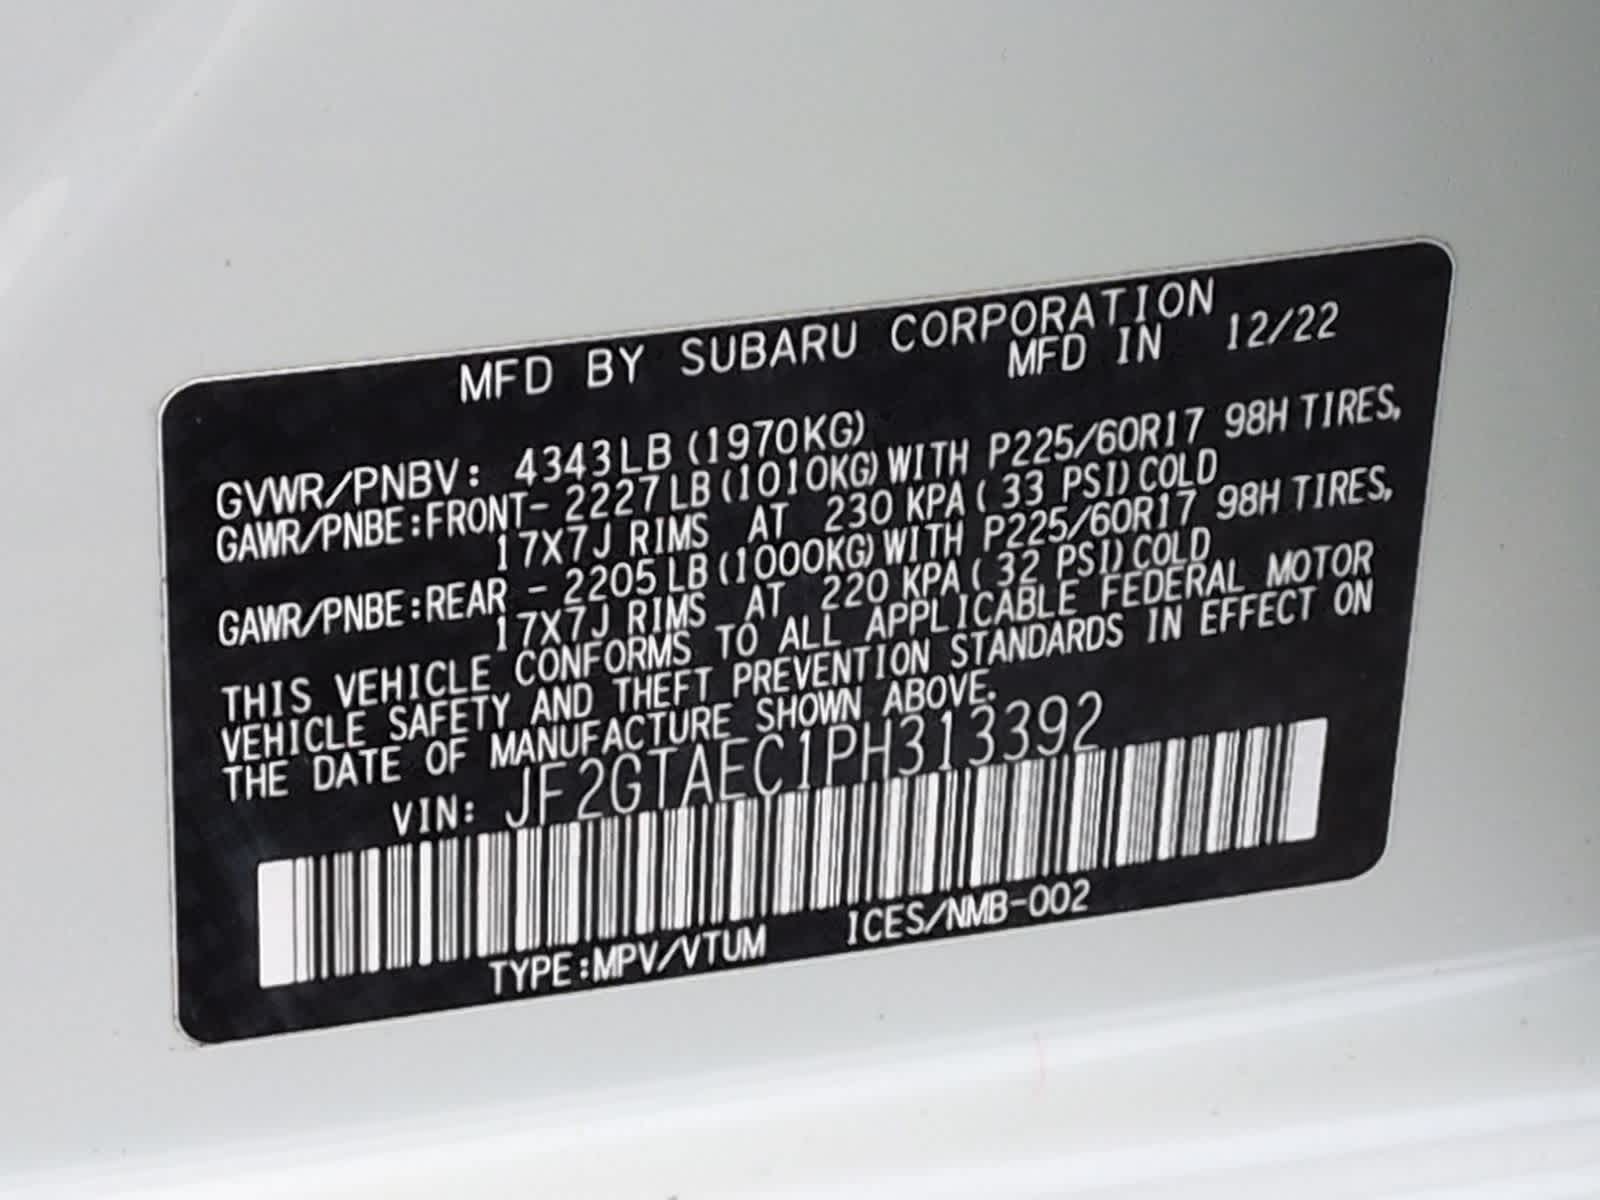 MFD BY SUBARU CORPORATION
MFD IN 12/22
GVWR/PNBV: 4343LB (1970KG)
GAWR/PNBE:FRONT- 2227LB (1010KG) WITH P225/60R17 98H TIRES,
17X7J RIMS AT 230 KPA ( 33 PSI) COLD
GAWR/PNBE:REAR - 2205LB (1000KG) WITH P225/60R17 98H TIRES,
17X7J RIMS AT 220 KPA ( 32 PSI) COLD
THIS VEHICLE CONFORMS TO ALL APPLICABLE FEDERAL MOTOR
VEHICLE SAFETY AND THEFT PREVENTION STANDARDS IN EFFECT ON
THE DATE OF MANUFACTURE SHOWN ABOVE.
VIN: JF2GTAEC1PH313392
TYPE:MPV/VTUM ICES/NMB-002